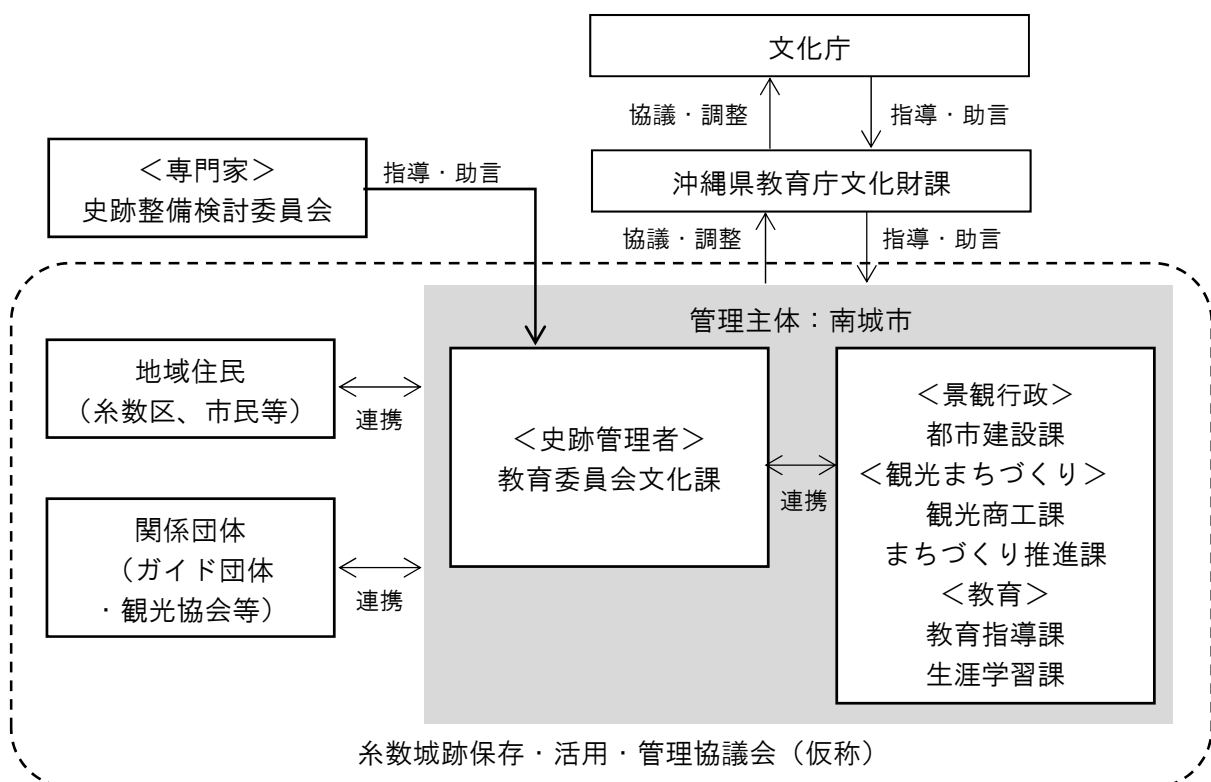 文化庁
協議・調整
指導・助言
＜専門家＞
史跡整備検討委員会
指導・助言
沖縄県教育庁文化財課
協議・調整
指導・助言
管理主体：南城市
地域住民
（糸数区、市民等）
連携
＜史跡管理者＞
教育委員会文化課
連携
＜景観行政＞
都市建設課
＜観光まちづくり＞
観光商工課
まちづくり推進課
＜教育＞
教育指導課
生涯学習課
関係団体
（ガイド団体
・観光協会等）
連携
糸数城跡保存・活用・管理協議会（仮称）